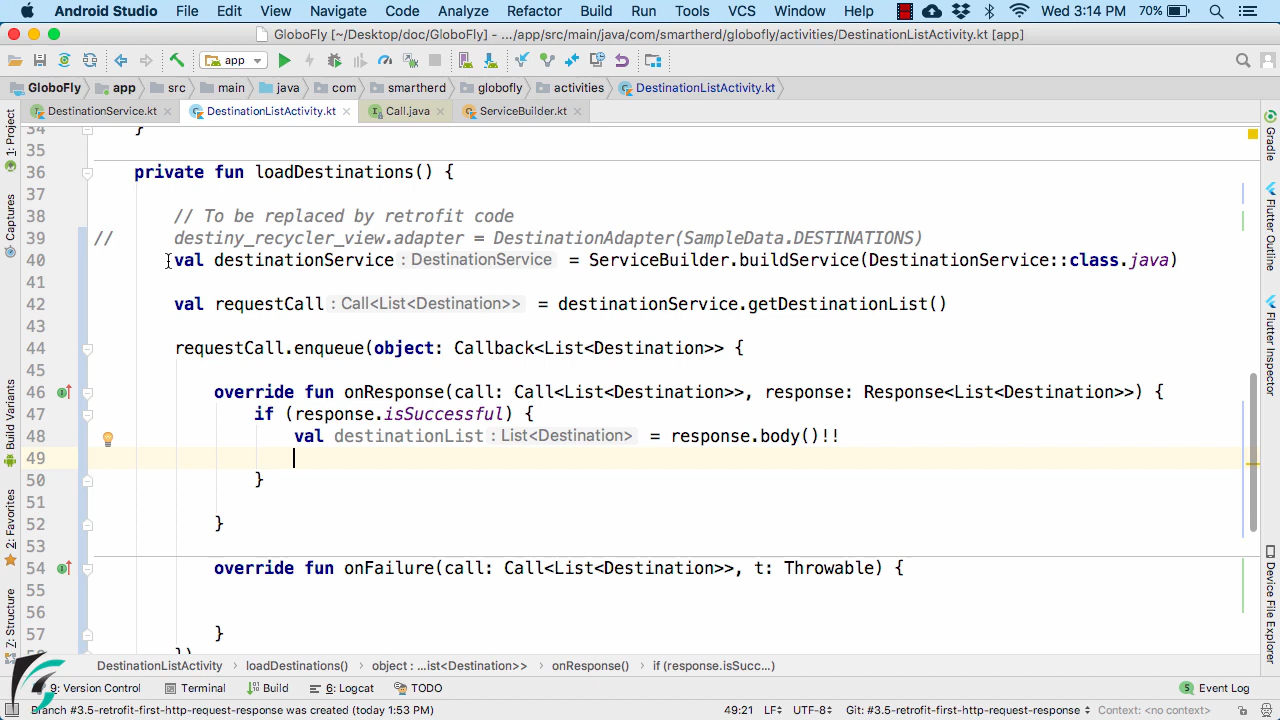 Android Studio File Edit View Navigate Code Analyze Refactor Build Run Tools VCS Window Help Wed 3:14 PM 70%
GloboFly [~/Desktop/doc/GloboFly] - .../app/src/main/java/com/smartherd/globofly/activities/DestinationListActivity.kt [app]
app
GloboFly app src main java com smartherd globofly activities DestinationListActivity.kt
DestinationService.kt DestinationListActivity.kt Call.java ServiceBuilder.kt
34 }
35
36 private fun loadDestinations() {
37
38 // To be replaced by retrofit code
39 // destiny_recycler_view.adapter = DestinationAdapter(SampleData.DESTINATIONS)
40 val destinationService : DestinationService = ServiceBuilder.buildService(DestinationService::class.java)
41
42 val requestCall : Call<List<Destination>> = destinationService.getDestinationList()
43
44 requestCall.enqueue(object: Callback<List<Destination>> {
45
46 override fun onResponse(call: Call<List<Destination>>, response: Response<List<Destination>>) {
47 if (response.isSuccessful) {
48 val destinationList : List<Destination> = response.body()!!
49
50 }
51
52 }
53
54 override fun onFailure(call: Call<List<Destination>>, t: Throwable) {
55
56
57 }
})
1: Project
Captures
Build Variants
2: Favorites
7: Structure
Gradle
Flutter Outline
Flutter Inspector
Device File Explorer
DestinationListActivity loadDestinations() object: ...ist<Destination>> onResponse() if (response.isSucc...)
9: Version Control Terminal Build 6: Logcat TODO 5 Event Log
Branch #3.5-retrofit-first-http-request-response was created (today 1:53 PM) 49:21 LF UTF-8 Git: #3.5-retrofit-first-http-request-response Context: <no context>